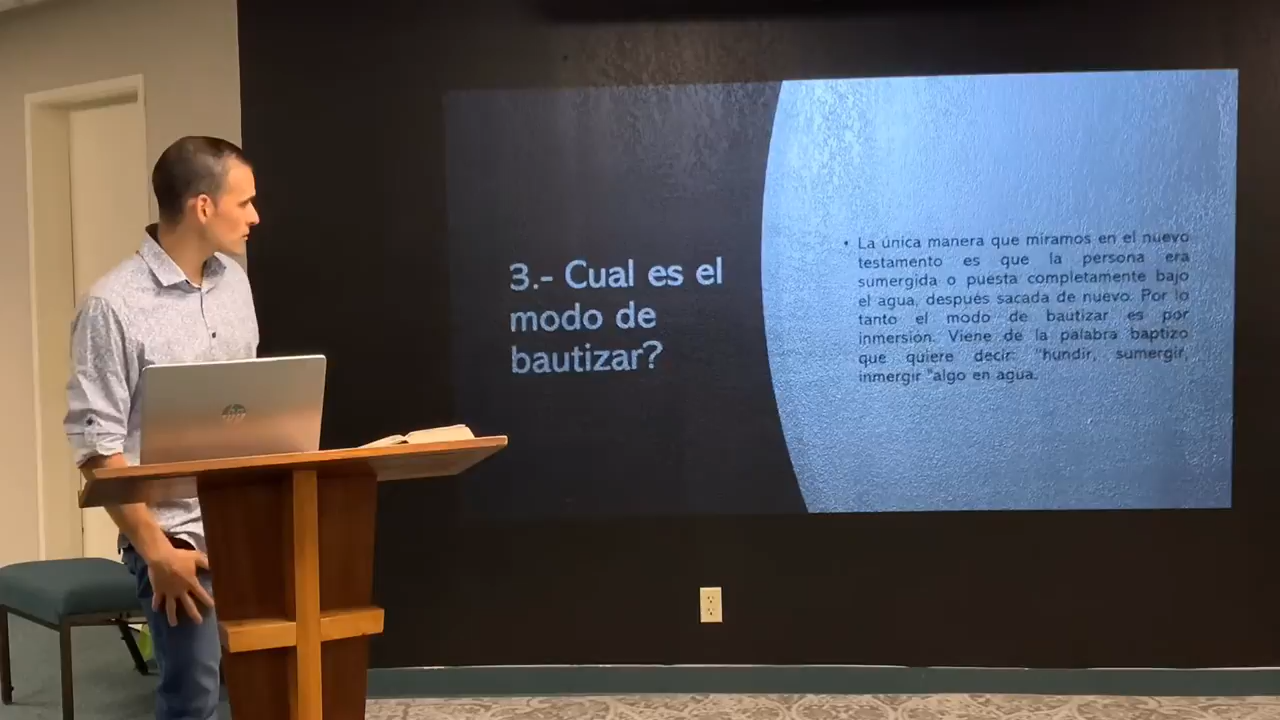 3.- Cual es el
modo de
bautizar?
• La única manera que miramos en el nuevo
testamento es que la persona era
sumergida o puesta completamente bajo
el agua, después sacada de nuevo. Por lo
tanto el modo de bautizar es por
inmersión. Viene de la palabra baptizo
que quiere decir: "hundir, sumergir,
inmergir "algo en agua.
hp